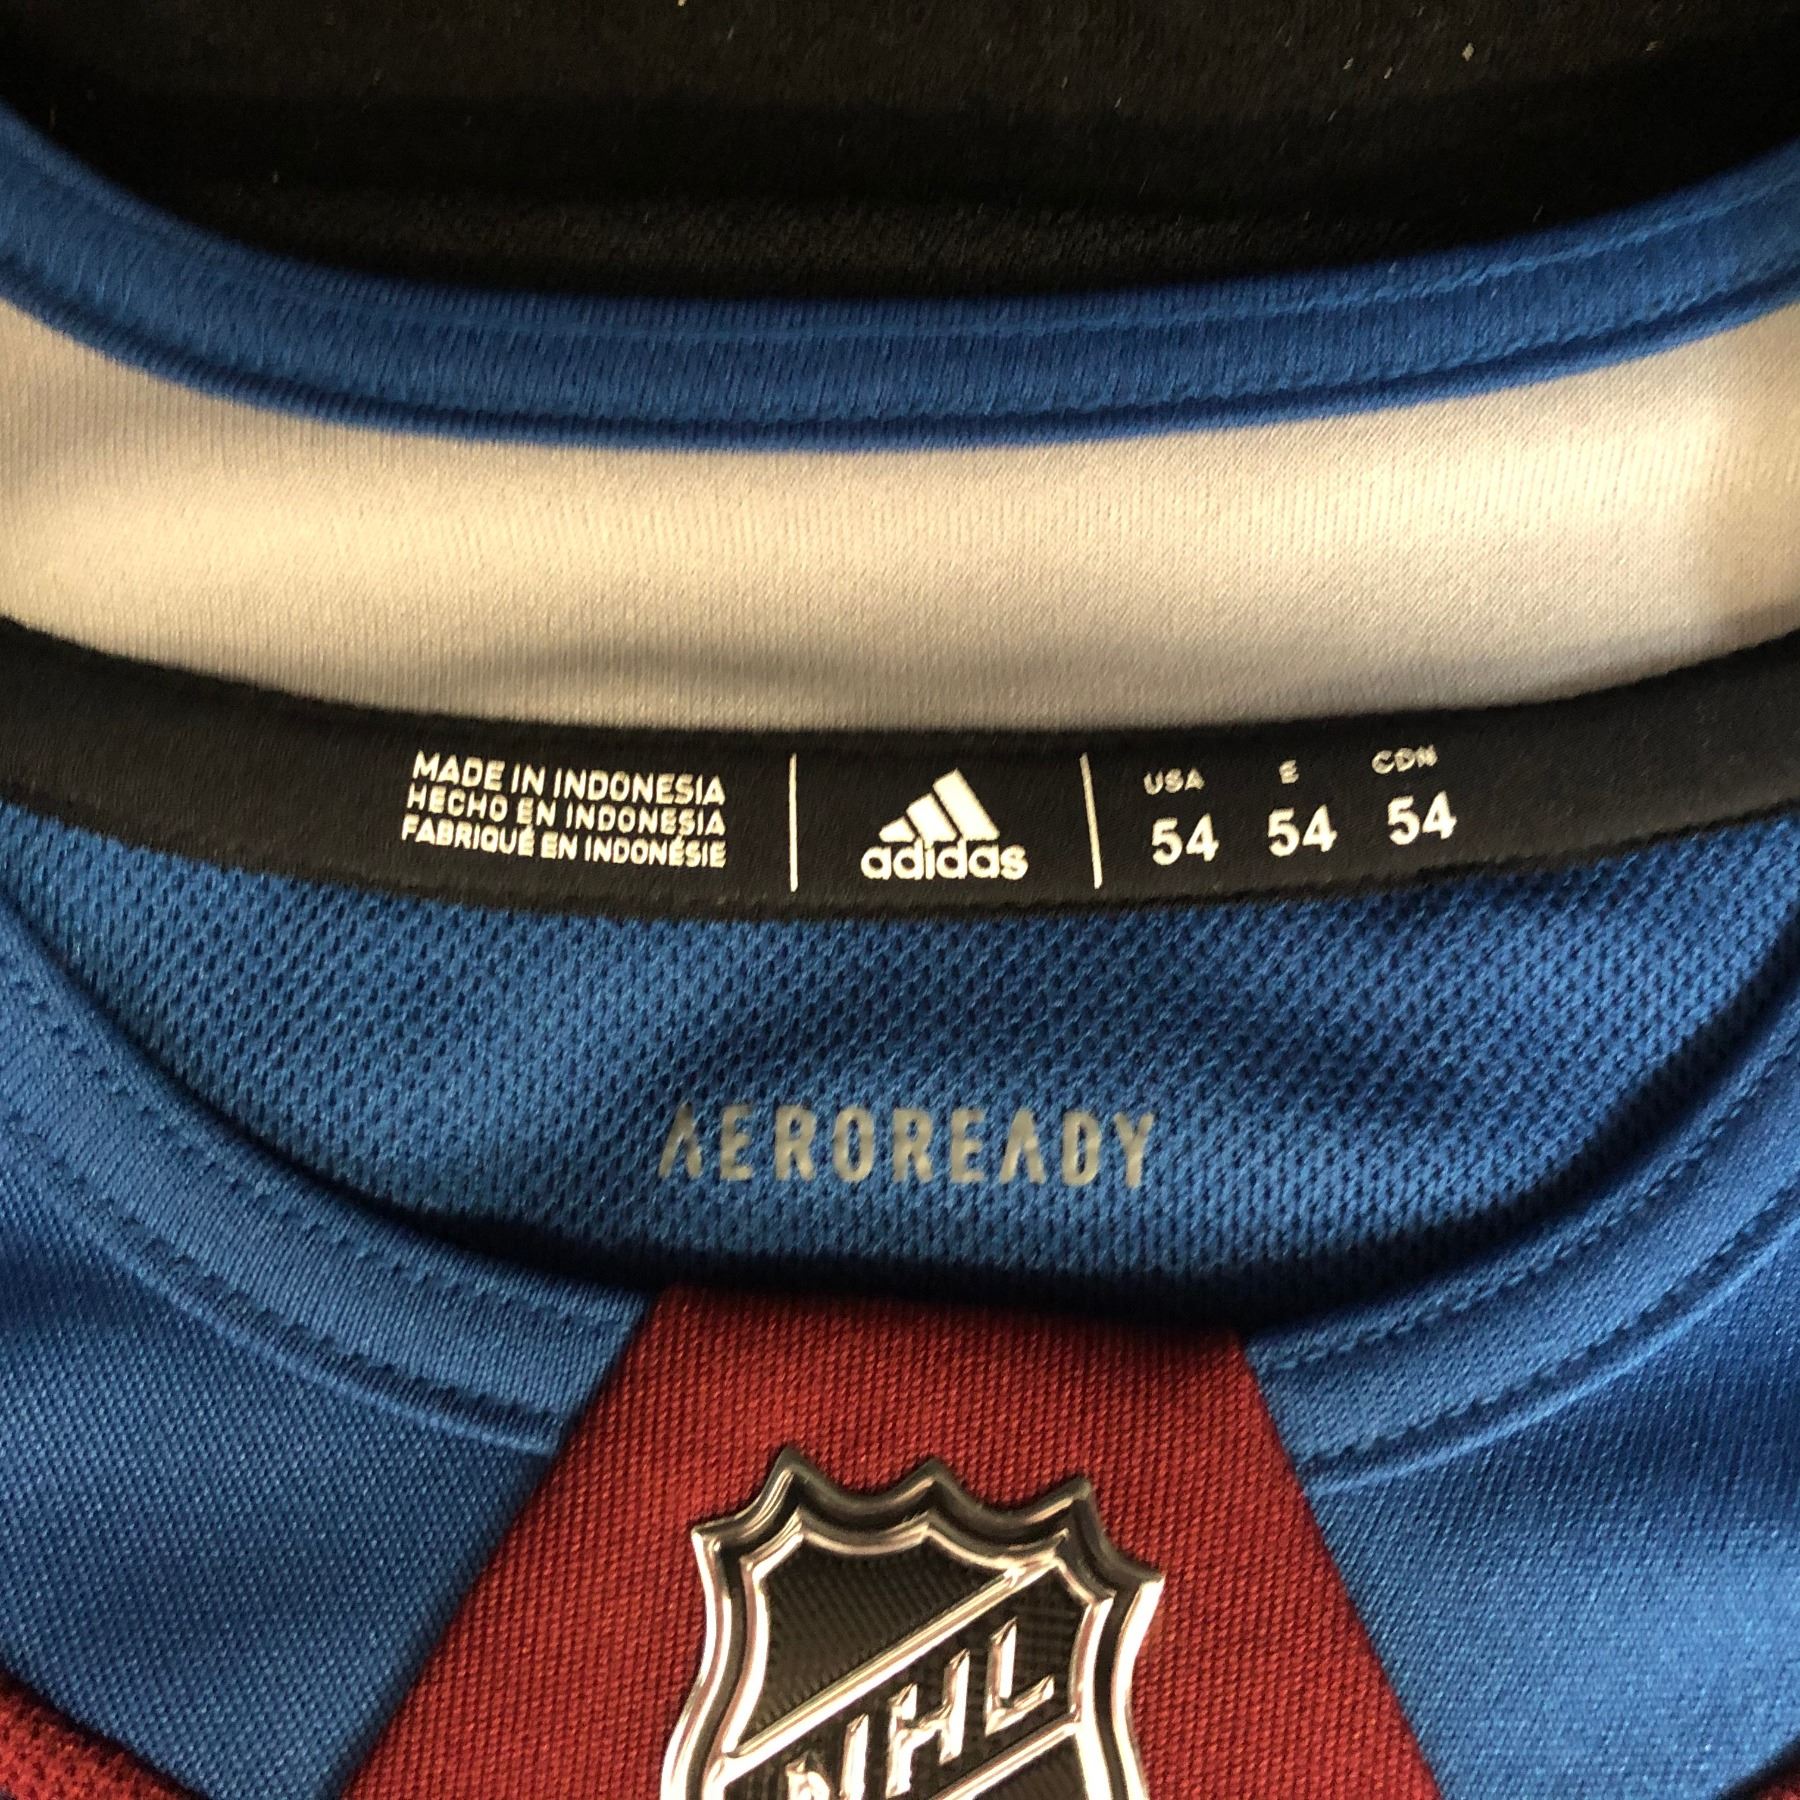 MADE IN INDONESIA
HECHO EN INDONESIA
FABRIQUÉ EN INDONÉSIE
adidas
USA E CDN
54 54 54
AEROREADY
NHL